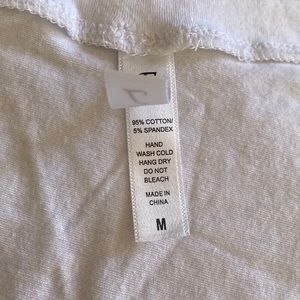 95% COTTON/
5% SPANDEX
HAND
WASH COLD
HANG DRY
DO NOT
BLEACH
MADE IN
CHINA
M